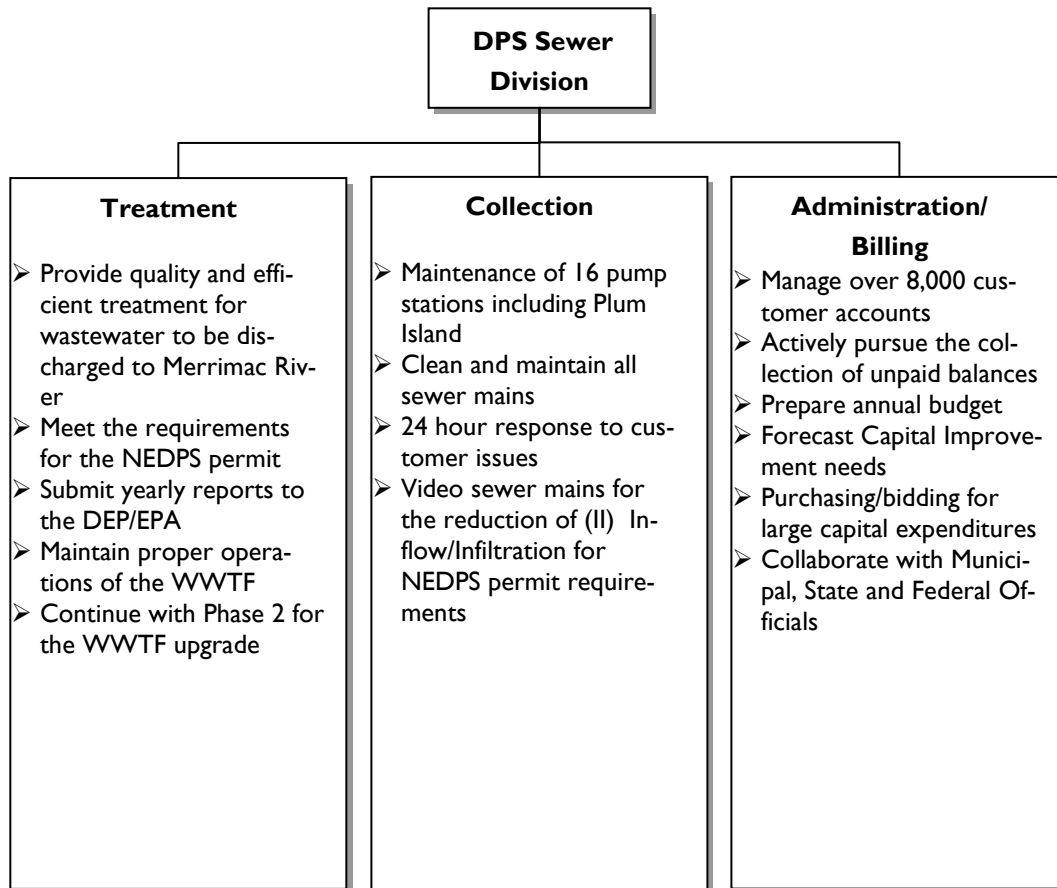 DPS Sewer
Division
Treatment
➢ Provide quality and effi-
cient treatment for
wastewater to be dis-
charged to Merrimac Riv-
er
➢ Meet the requirements
for the NEDPS permit
➢ Submit yearly reports to
the DEP/EPA
➢ Maintain proper opera-
tions of the WWTF
➢ Continue with Phase 2 for
the WWTF upgrade
Collection
➢ Maintenance of 16 pump
stations including Plum
Island
➢ Clean and maintain all
sewer mains
➢ 24 hour response to cus-
tomer issues
➢ Video sewer mains for
the reduction of (II) In-
flow/Infiltration for
NEDPS permit require-
ments
Administration/
Billing
➢ Manage over 8,000 cus-
tomer accounts
➢ Actively pursue the col-
lection of unpaid balances
➢ Prepare annual budget
➢ Forecast Capital Improve-
ment needs
➢ Purchasing/bidding for
large capital expenditures
➢ Collaborate with Munici-
pal, State and Federal Of-
ficials